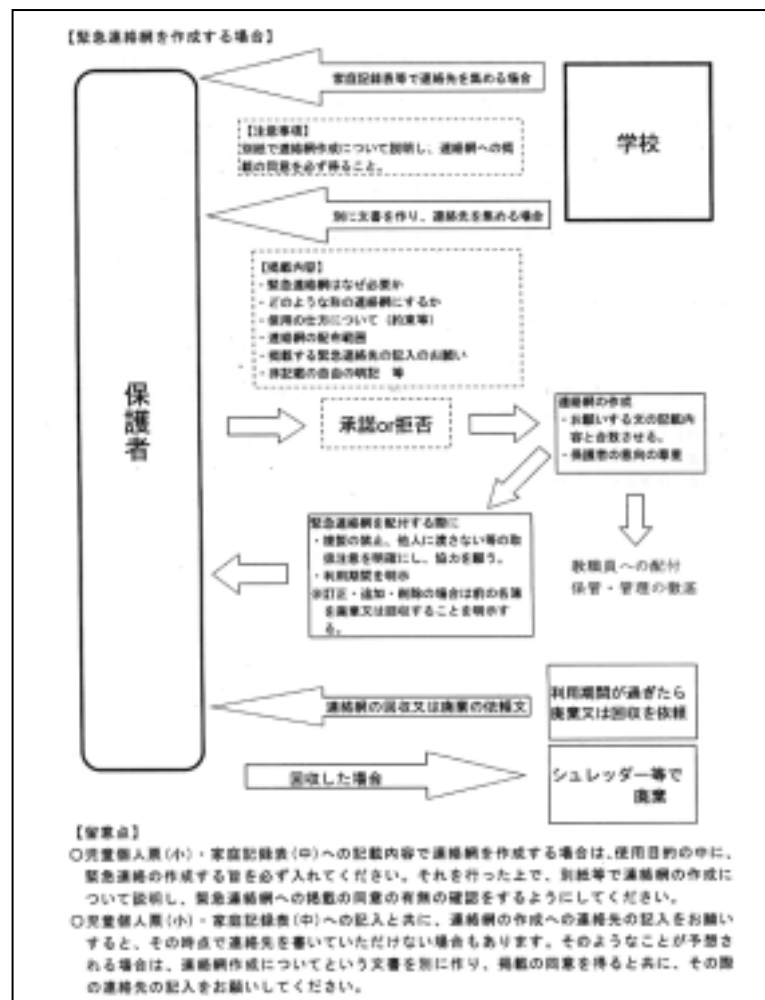 【緊急連絡網を作成する場合】
家庭記録表等で連絡先を集める場合
学校
【注意事項】
別紙で連絡網作成について説明し、連絡網への掲
載の同意を必ず得ること。
別に文書を作り、連絡先を集める場合
【掲載内容】
・緊急連絡網はなぜ必要か
・どのような形の連絡網にするか
・使用の仕方について（約束等）
・連絡網の配布範囲
・掲載する緊急連絡先の記入のお願い
・非記載の自由の明記　等
保護者
承諾or拒否
連絡網の作成
・お願いする文の記載内
容と合致させる。
・保護者の意向の尊重
緊急連絡網を配付する際に
・複製の禁止、他人に渡さない等の取
扱注意を明確にし、協力を願う。
・利用期間を明示
※訂正・追加・削除の場合は前の名簿
を廃棄又は回収することを明示す
る。
教職員への配付
保管・管理の徹底
連絡網の回収又は廃棄の依頼文
利用期間が過ぎたら
廃棄又は回収を依頼
回収した場合
シュレッダー等で
廃棄
【留意点】
○児童個人票(小)・家庭記録表(中)への記載内容で連絡網を作成する場合は、使用目的の中に、
緊急連絡の作成する旨を必ず入れてください。それを行った上で、別紙等で連絡網の作成に
ついて説明し、緊急連絡網への掲載の同意の有無の確認をするようにしてください。
○児童個人票(小)・家庭記録表(中)への記入と共に、連絡網の作成への連絡先の記入をお願い
すると、その時点で連絡先を書いていただけない場合もあります。そのようなことが予想さ
れる場合は、連絡網作成についてという文書を別に作り、掲載の同意を得ると共に、その際
の連絡先の記入をお願いしてください。